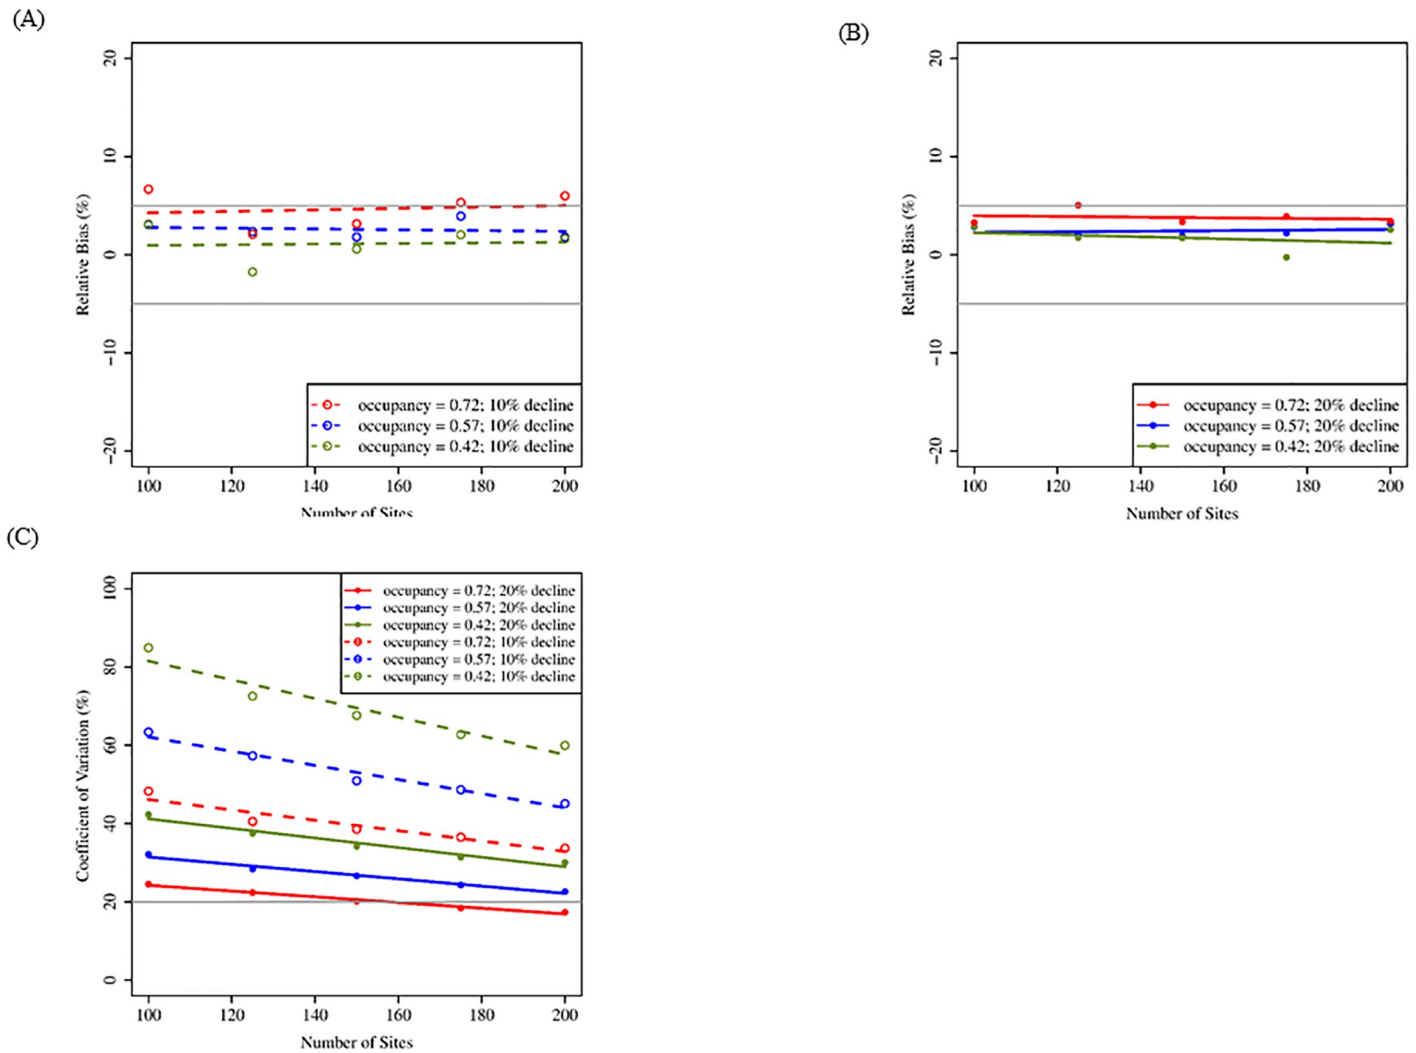 (A)
20
10
0
−10
−20
Relative Bias (%)
occupancy = 0.72; 10% decline
occupancy = 0.57; 10% decline
occupancy = 0.42; 10% decline
100 120 140 160 180 200
Number of Sites
(B)
20
10
0
−10
−20
Relative Bias (%)
occupancy = 0.72; 20% decline
occupancy = 0.57; 20% decline
occupancy = 0.42; 20% decline
100 120 140 160 180 200
Number of Sites
(C)
100
80
60
40
20
0
Coefficient of Variation (%)
occupancy = 0.72; 20% decline
occupancy = 0.57; 20% decline
occupancy = 0.42; 20% decline
occupancy = 0.72; 10% decline
occupancy = 0.57; 10% decline
occupancy = 0.42; 10% decline
100 120 140 160 180 200
Number of Sites